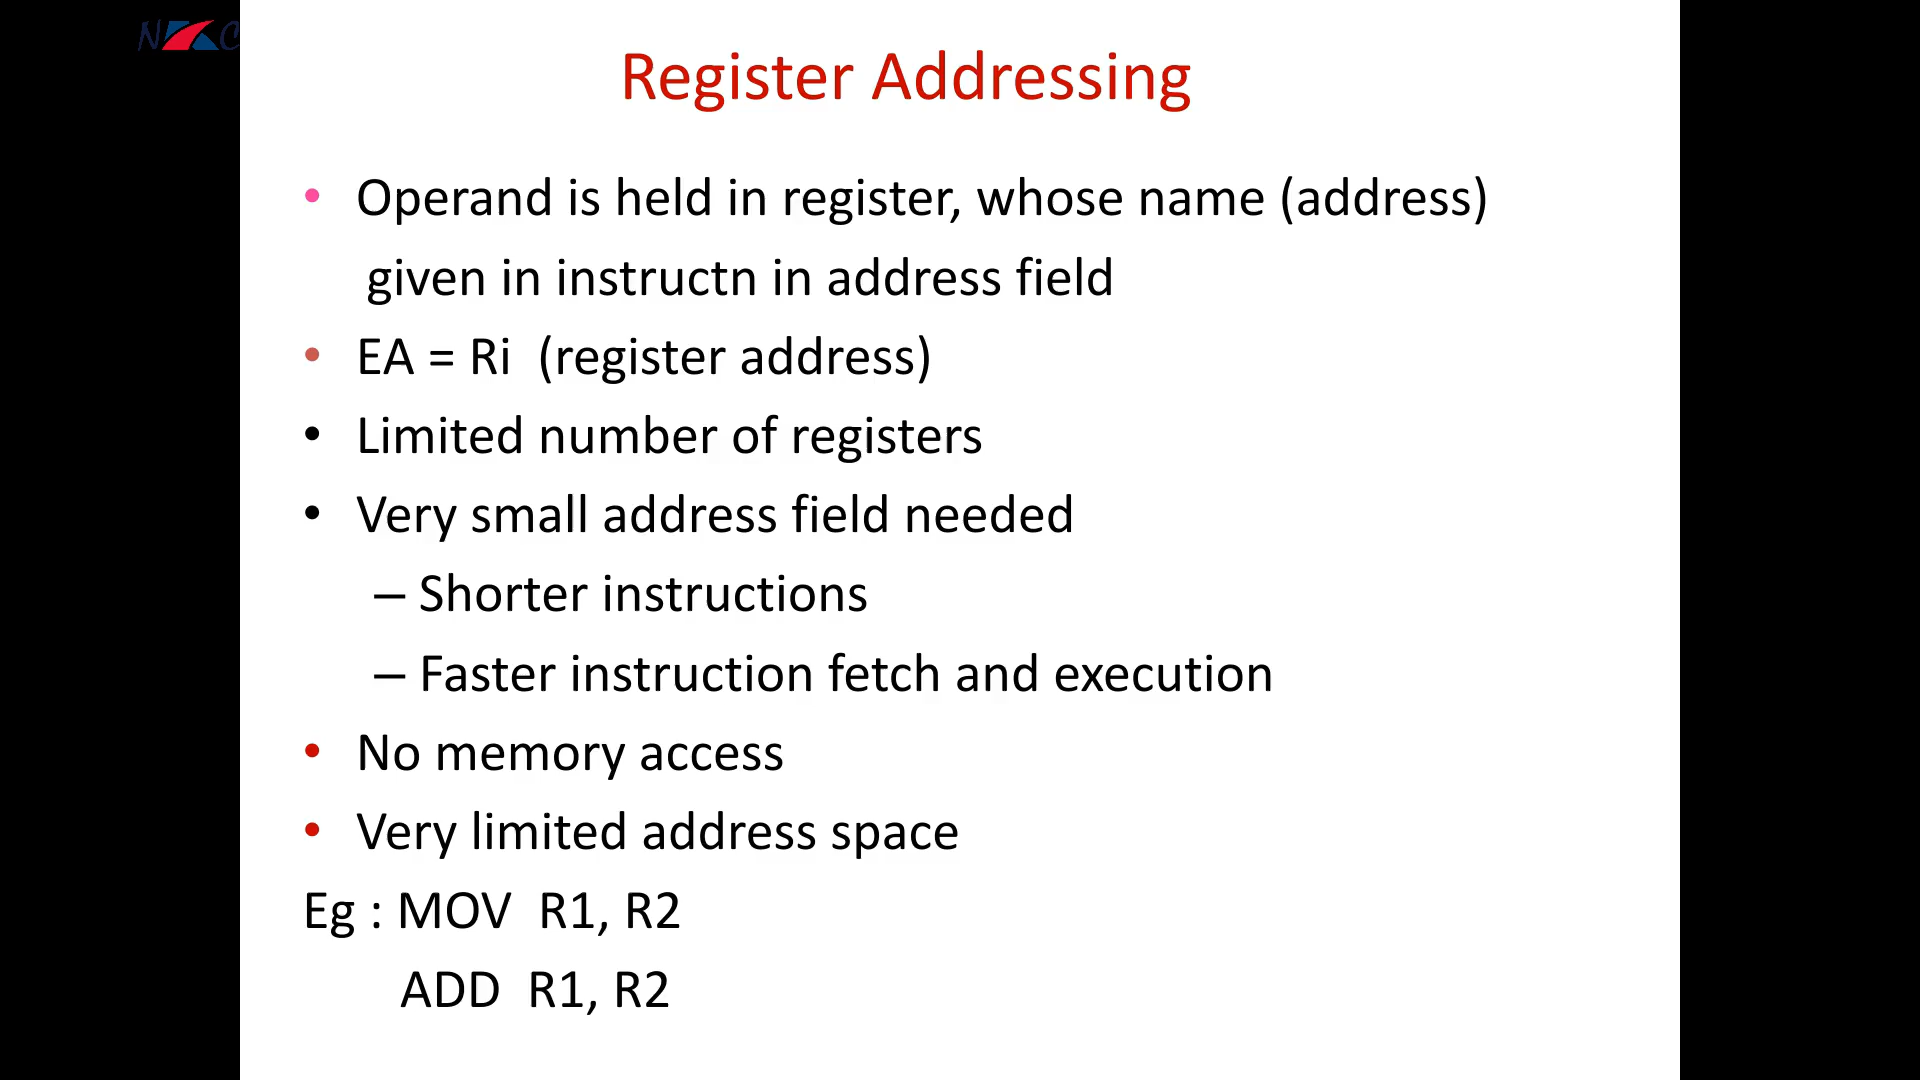 Register Addressing
• Operand is held in register, whose name (address)
given in instructn in address field
• EA = Ri (register address)
• Limited number of registers
• Very small address field needed
– Shorter instructions
– Faster instruction fetch and execution
• No memory access
• Very limited address space
Eg : MOV R1, R2
ADD R1, R2